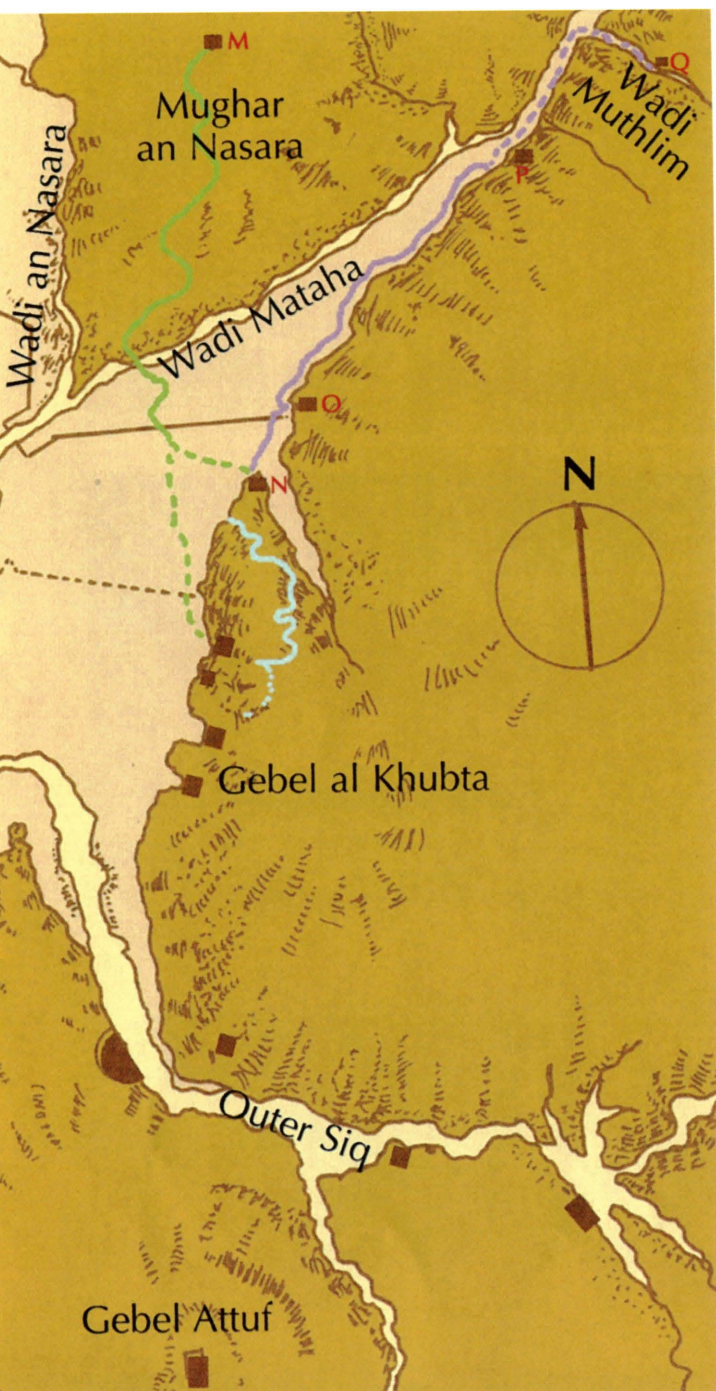 M
Mughar
an Nasara
Wadi an Nasara
Q
Wadi
Muthlim
P
Wadi Mataha
O
N
N
Gebel al Khubta
Outer Siq
Gebel Attuf